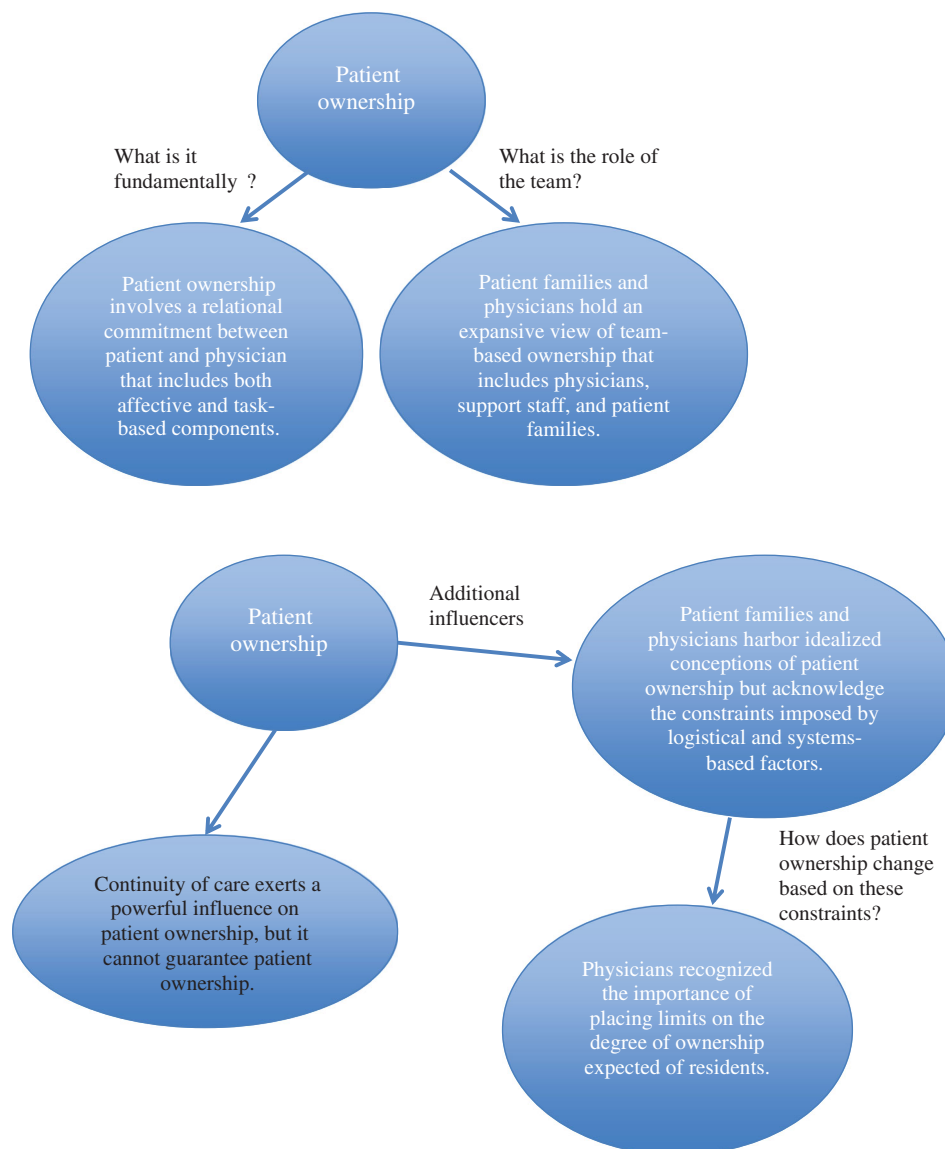 Patient
ownership
What is it
fundamentally ?
What is the role of
the team?
Patient ownership
involves a relational
commitment between
patient and physician
that includes both
affective and task-
based components.
Patient families and
physicians hold an
expansive view of team-
based ownership that
includes physicians,
support staff, and patient
families.
Patient
ownership
Additional
influencers
Patient families and
physicians harbor idealized
conceptions of patient
ownership but acknowledge
the constraints imposed by
logistical and systems-
based factors.
Continuity of care exerts a
powerful influence on
patient ownership, but it
cannot guarantee patient
ownership.
How does patient
ownership change
based on these
constraints?
Physicians recognized
the importance of
placing limits on the
degree of ownership
expected of residents.